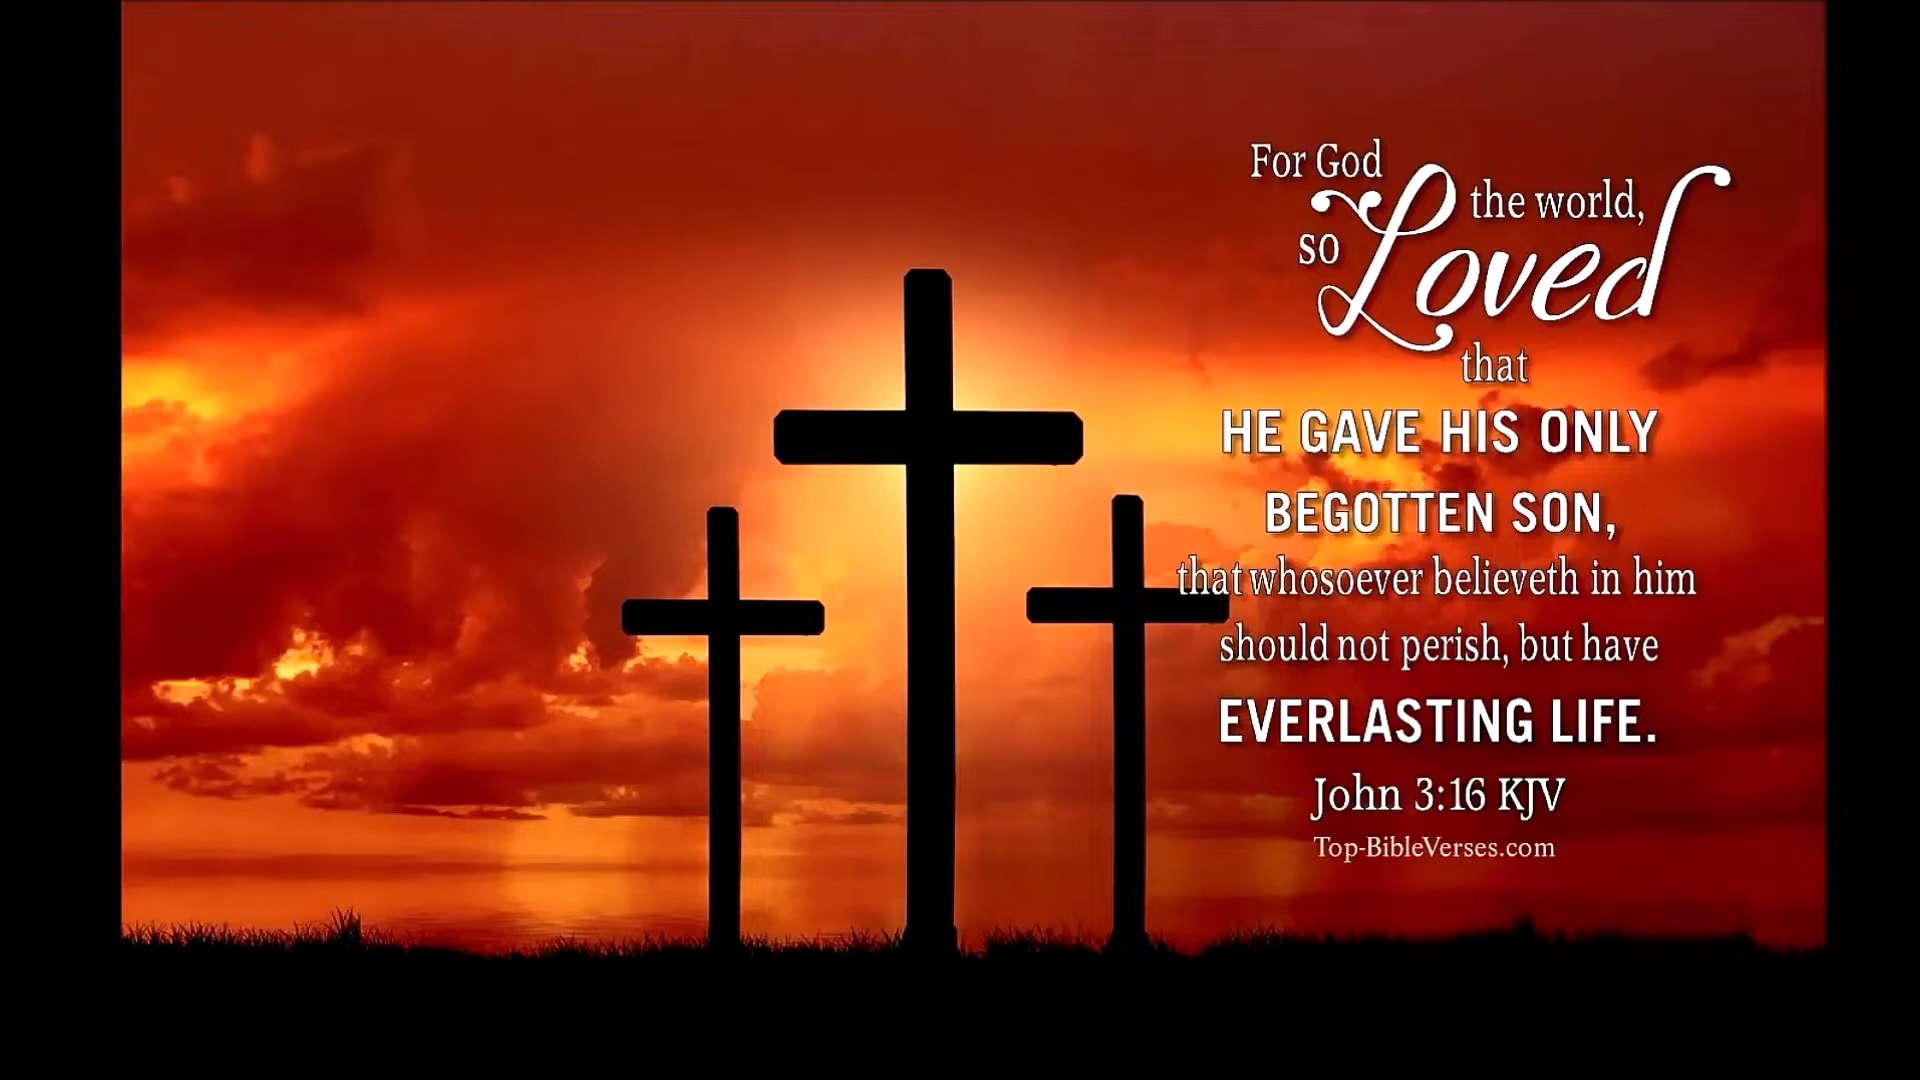 For God
so Loved the world,
that
HE GAVE HIS ONLY
BEGOTTEN SON,
that whosoever believeth in him
should not perish, but have
EVERLASTING LIFE.
John 3:16 KJV
Top-BibleVerses.com